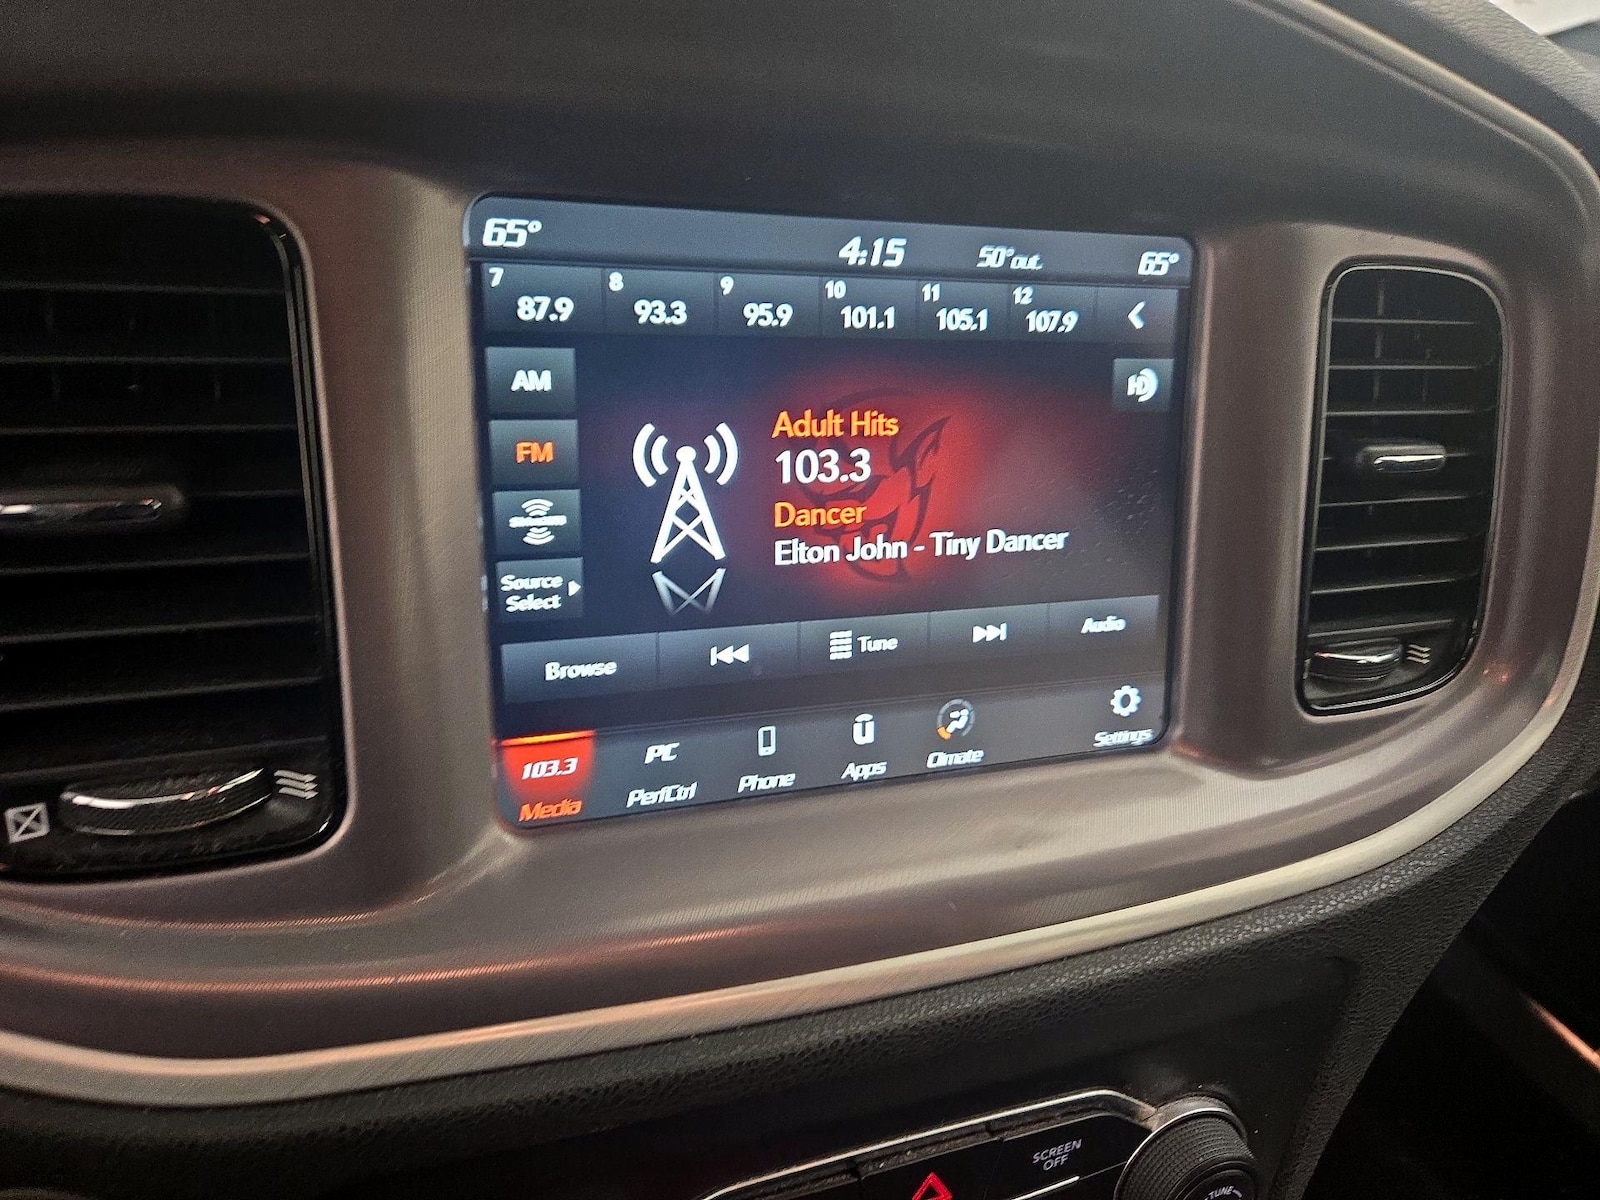 65° 4:15 50° out. 65°
7 8 9 10 11 12
87.9 93.3 95.9 101.1 105.1 107.9
AM
HD
Adult Hits
FM
103.3
Dancer
Elton John - Tiny Dancer
Source
Select
Browse Tune Audio
103.3 PC
Media PerfCtrl Phone Apps Climate Settings
SCREEN
OFF
TUNE